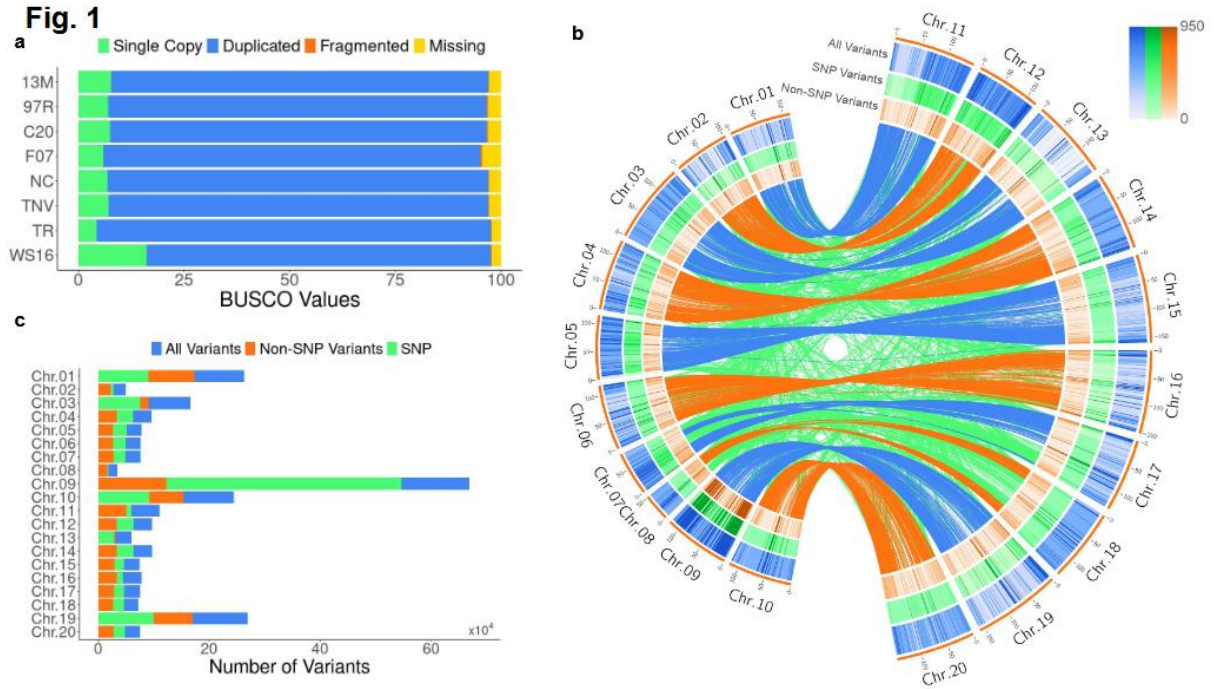 Fig. 1
a
Single Copy Duplicated Fragmented Missing
13M
97R
C20
F07
NC
TNV
TR
WS16
0 25 50 75 100
BUSCO Values
b
All Variants
SNP Variants
Non-SNP Variants
950
0
Chr.11
Chr.12
Chr.13
Chr.14
Chr.15
Chr.16
Chr.17
Chr.18
Chr.19
Chr.20
Chr.01
Chr.02
Chr.03
Chr.04
Chr.05
Chr.06
Chr.07
Chr.08
Chr.09
Chr.10
c
All Variants Non-SNP Variants SNP
Chr.01
Chr.02
Chr.03
Chr.04
Chr.05
Chr.06
Chr.07
Chr.08
Chr.09
Chr.10
Chr.11
Chr.12
Chr.13
Chr.14
Chr.15
Chr.16
Chr.17
Chr.18
Chr.19
Chr.20
x10⁴
0 20 40 60
Number of Variants